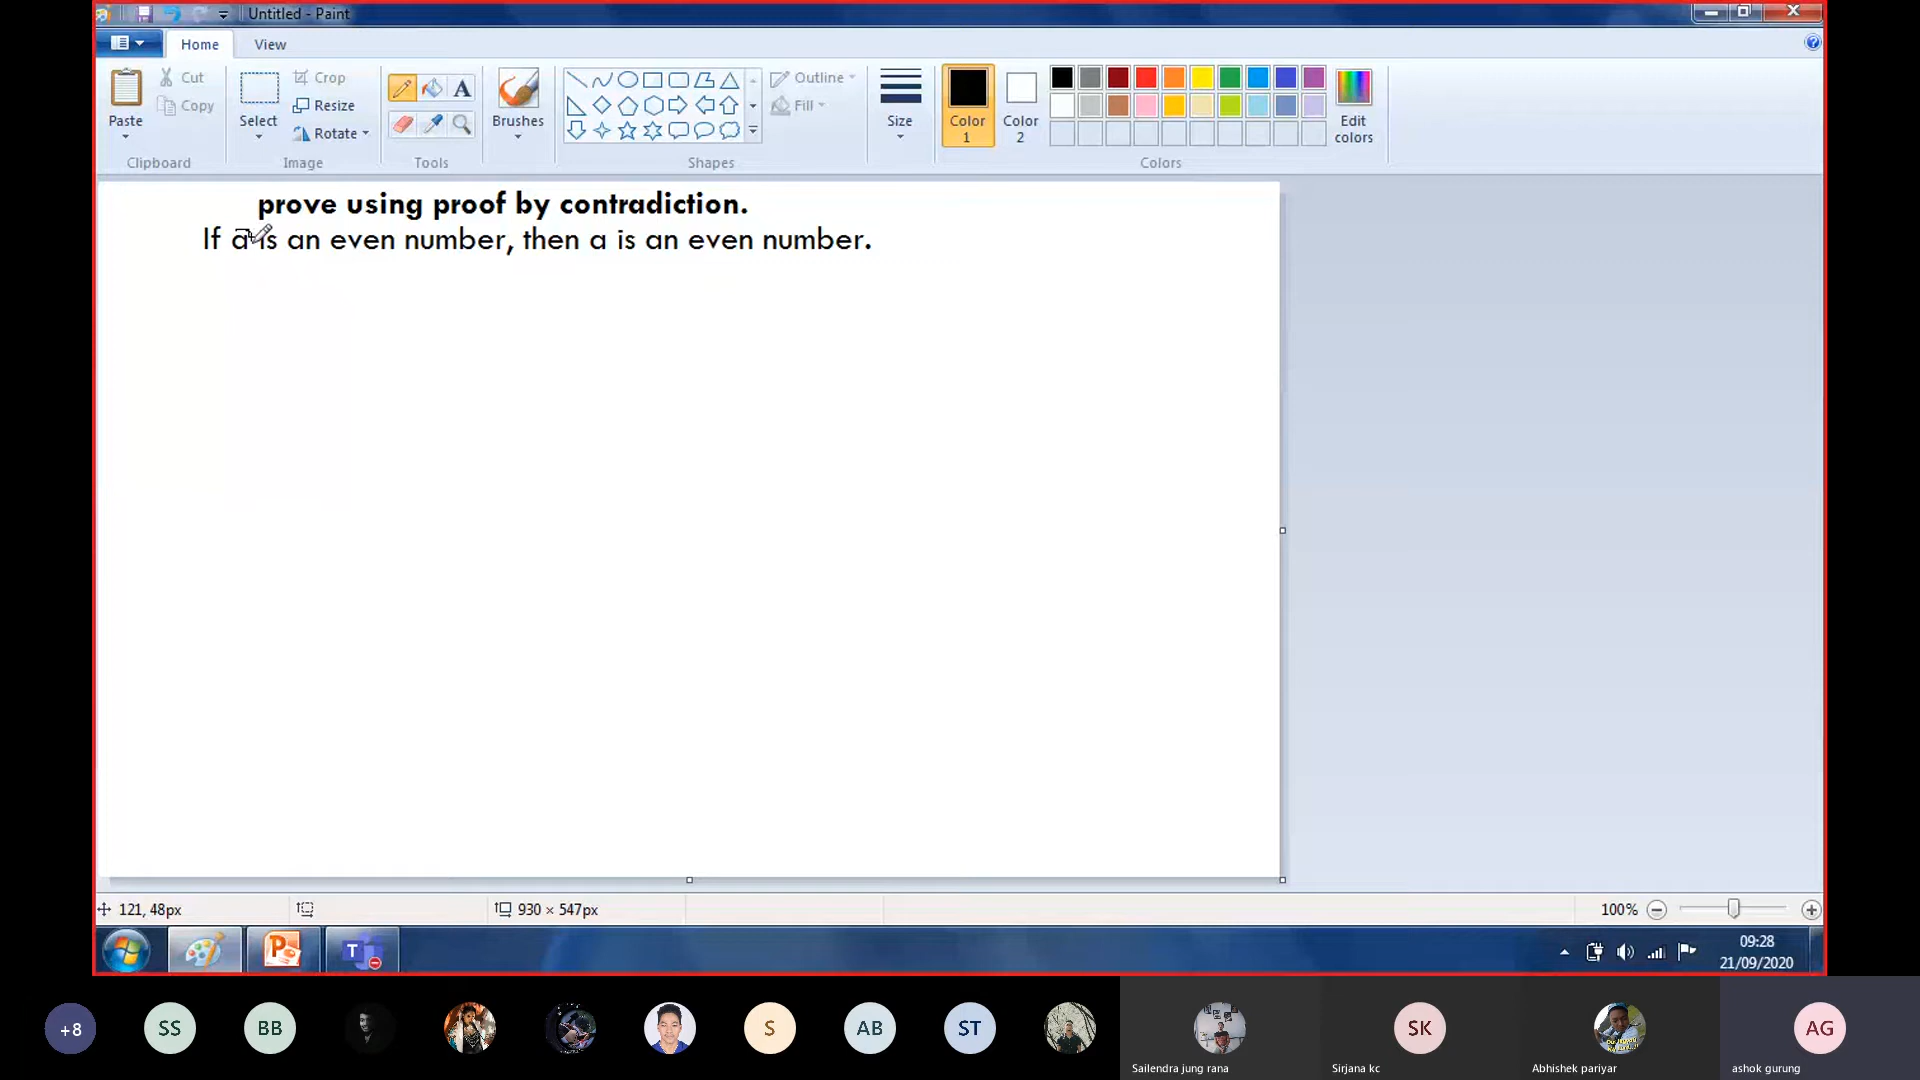 Untitled - Paint
Home
View
Paste
Cut
Copy
Clipboard
Select
Crop
Resize
Rotate
Image
A
Tools
Brushes
Outline
Fill
Shapes
Size
Color
1
Color
2
Edit
colors
Colors
prove using proof by contradiction.
If a is an even number, then a is an even number.
121, 48px
930 × 547px
100%
09:28
21/09/2020
+8
SS
BB
S
AB
ST
SK
AG
Sailendra jung rana
Sirjana kc
Abhishek pariyar
ashok gurung